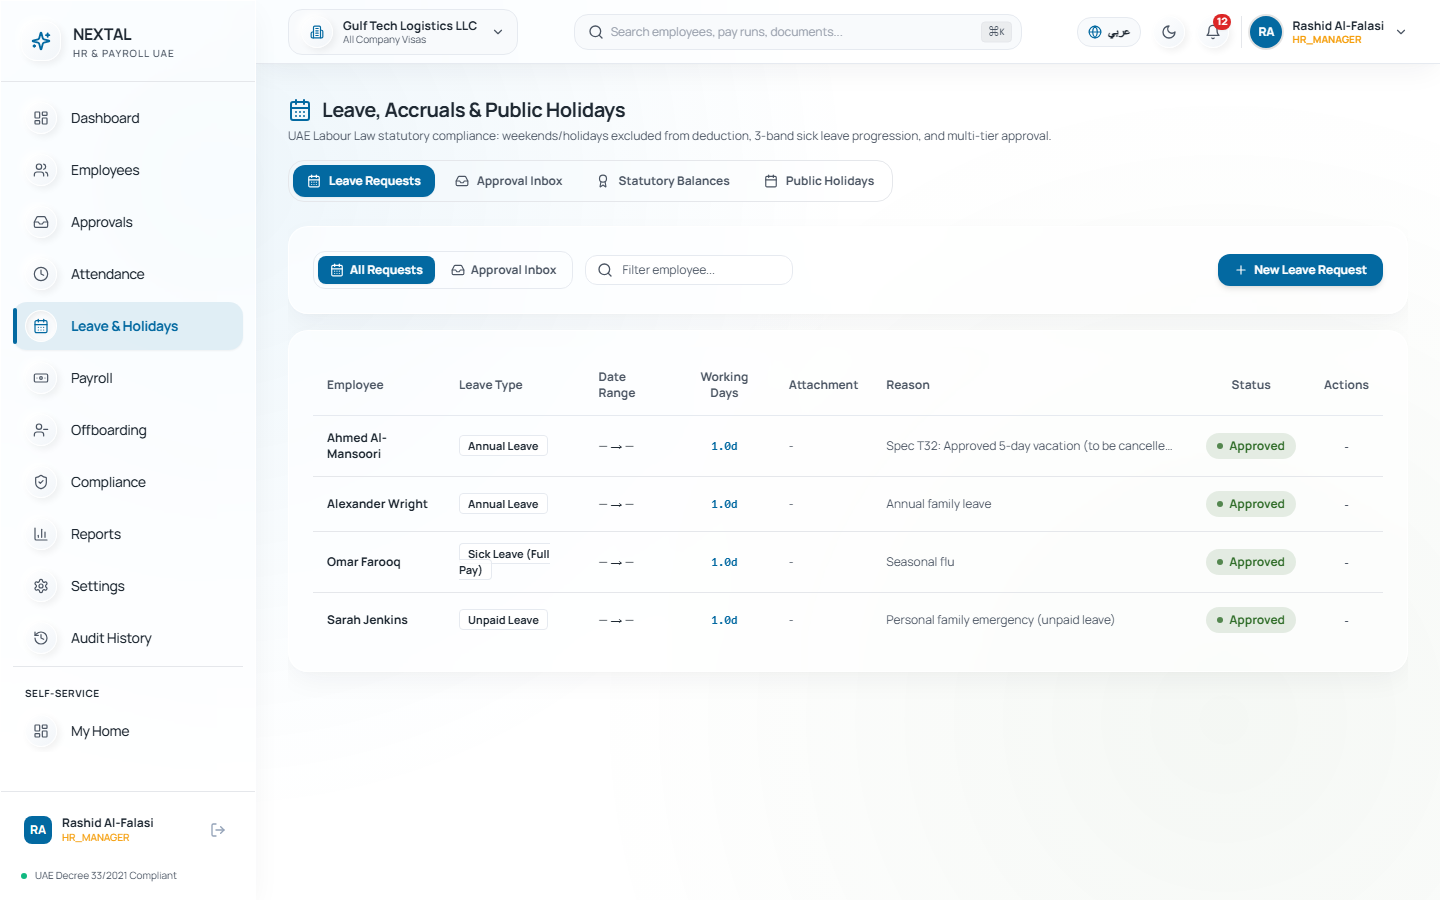 NEXTAL
HR & PAYROLL UAE
Gulf Tech Logistics LLC
All Company Visas
Search employees, pay runs, documents...
⌘K
عربي
12
RA
Rashid Al-Falasi
HR_MANAGER
Dashboard
Employees
Approvals
Attendance
Leave & Holidays
Payroll
Offboarding
Compliance
Reports
Settings
Audit History
SELF-SERVICE
My Home
RA
Rashid Al-Falasi
HR_MANAGER
UAE Decree 33/2021 Compliant
Leave, Accruals & Public Holidays
UAE Labour Law statutory compliance: weekends/holidays excluded from deduction, 3-band sick leave progression, and multi-tier approval.
Leave Requests Approval Inbox Statutory Balances Public Holidays
All Requests Approval Inbox Filter employee... + New Leave Request
Employee Leave Type Date Range Working Days Attachment Reason Status Actions
Ahmed Al-Mansoori Annual Leave — → — 1.0d - Spec T32: Approved 5-day vacation (to be cancelle... Approved -
Alexander Wright Annual Leave — → — 1.0d - Annual family leave Approved -
Omar Farooq Sick Leave (Full Pay) — → — 1.0d - Seasonal flu Approved -
Sarah Jenkins Unpaid Leave — → — 1.0d - Personal family emergency (unpaid leave) Approved -